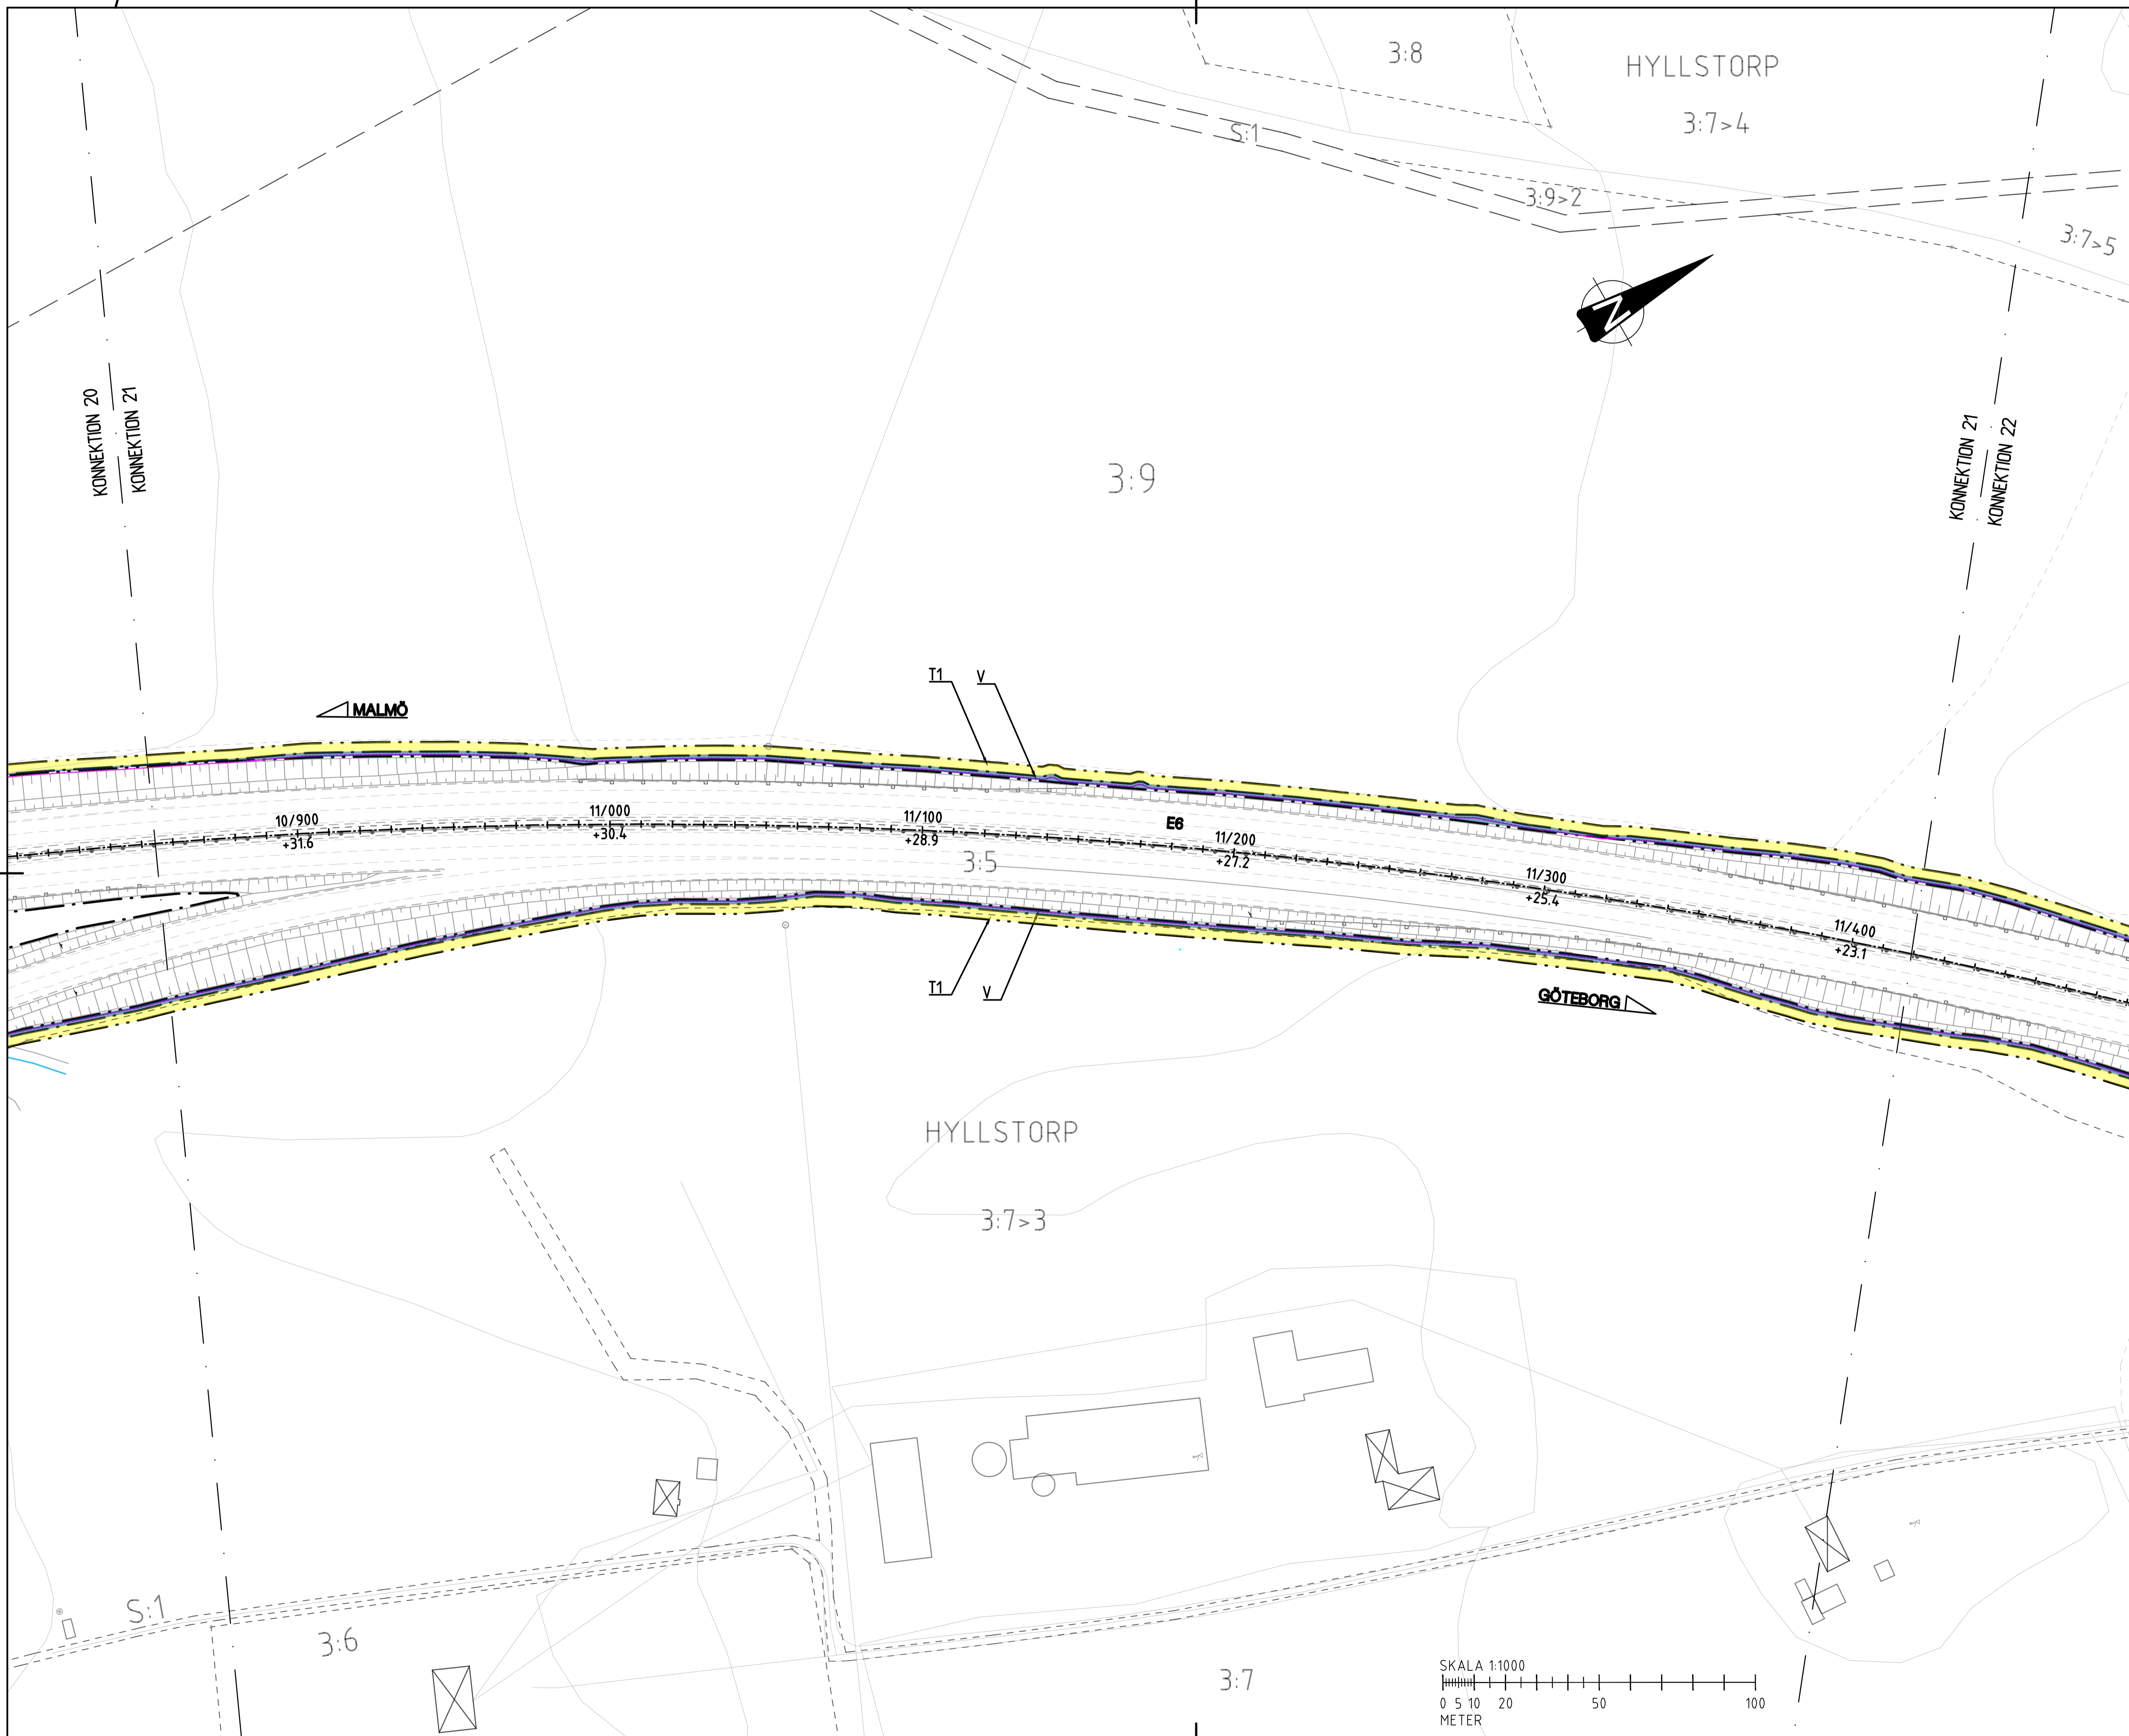 3:8
HYLLSTORP
3:7>4
S:1
3:9>2
3:7>5
N
KONNEKTION 20
KONNEKTION 21
KONNEKTION 21
KONNEKTION 22
3:9
T1
V
MALMÖ
10/900
+31.6
11/000
+30.4
11/100
+28.9
E6
11/200
+27.2
3:5
11/300
+25.4
11/400
+23.1
T1
V
GÖTEBORG
HYLLSTORP
3:7>3
S:1
3:6
3:7
SKALA 1:1000
0 5 10 20 50 100
METER